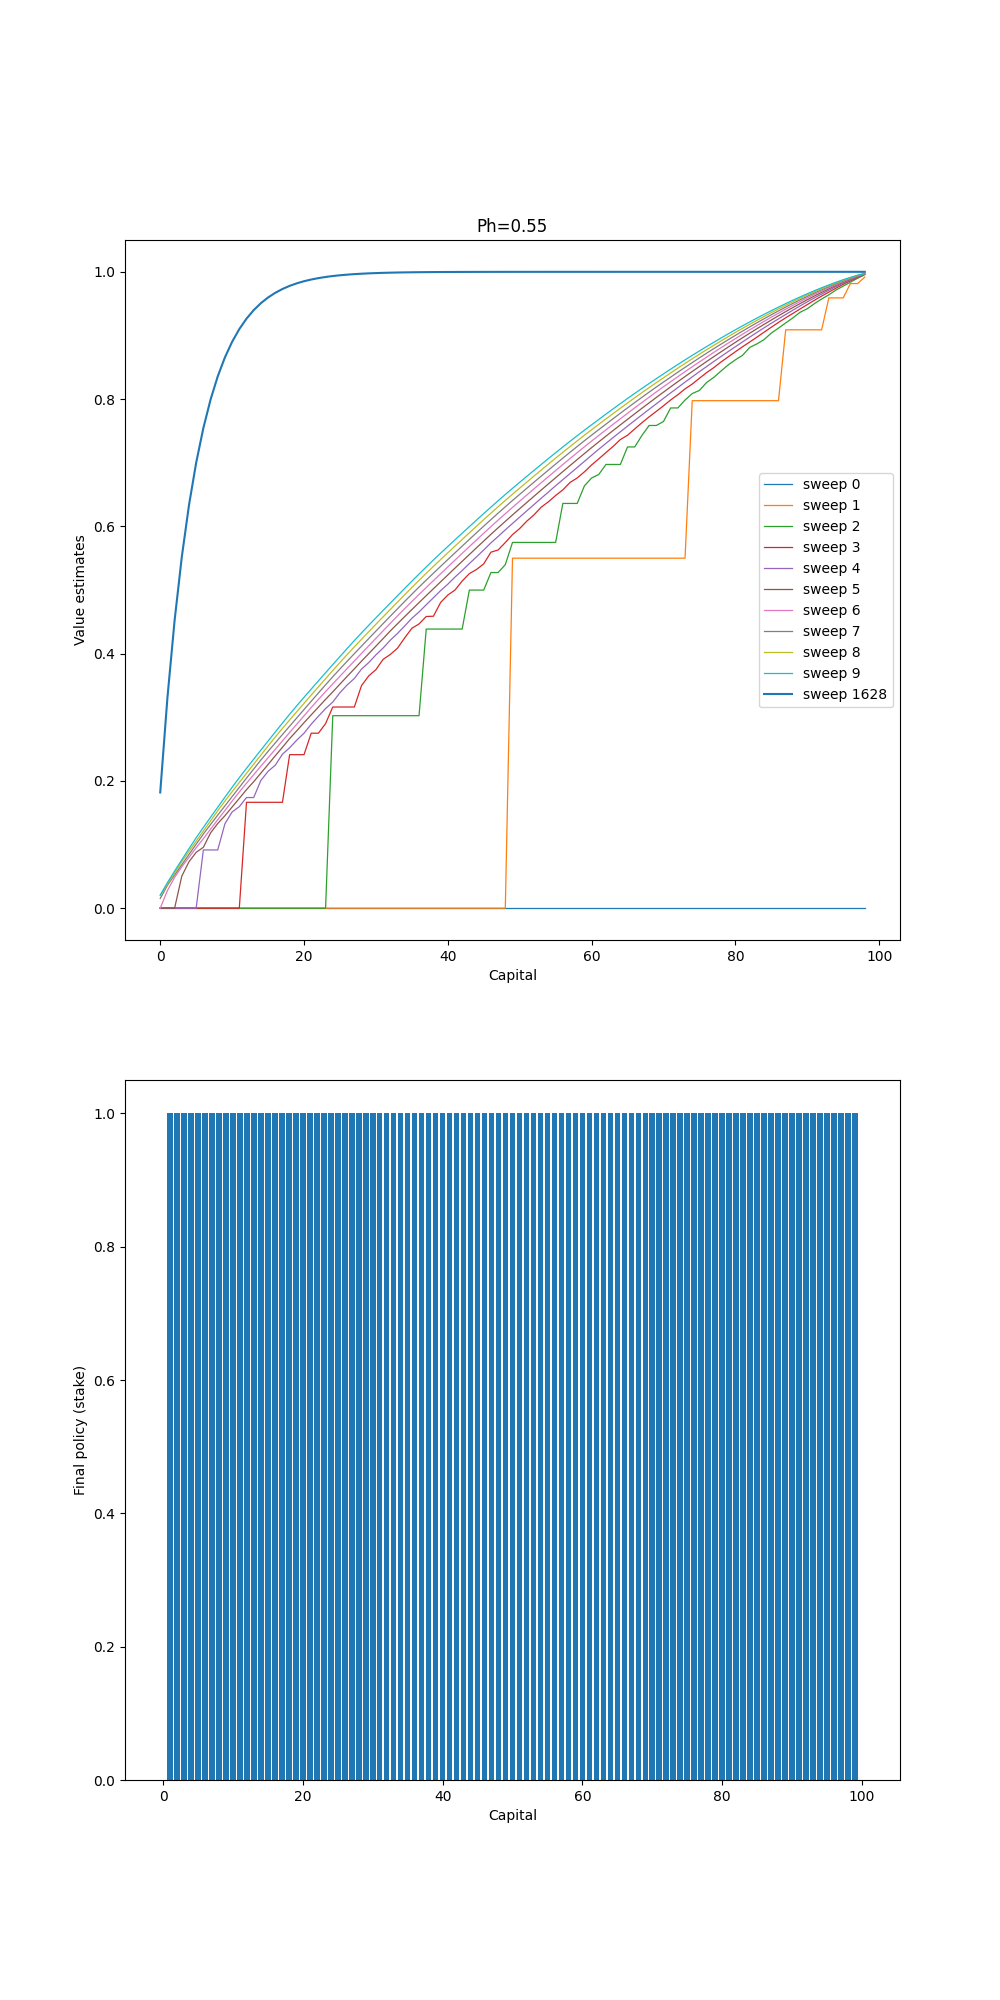 Ph=0.55
1.0
0.8
0.6
0.4
0.2
0.0
Value estimates
sweep 0
sweep 1
sweep 2
sweep 3
sweep 4
sweep 5
sweep 6
sweep 7
sweep 8
sweep 9
sweep 1628
0 20 40 60 80 100
Capital
1.0
0.8
0.6
0.4
0.2
0.0
Final policy (stake)
0 20 40 60 80 100
Capital